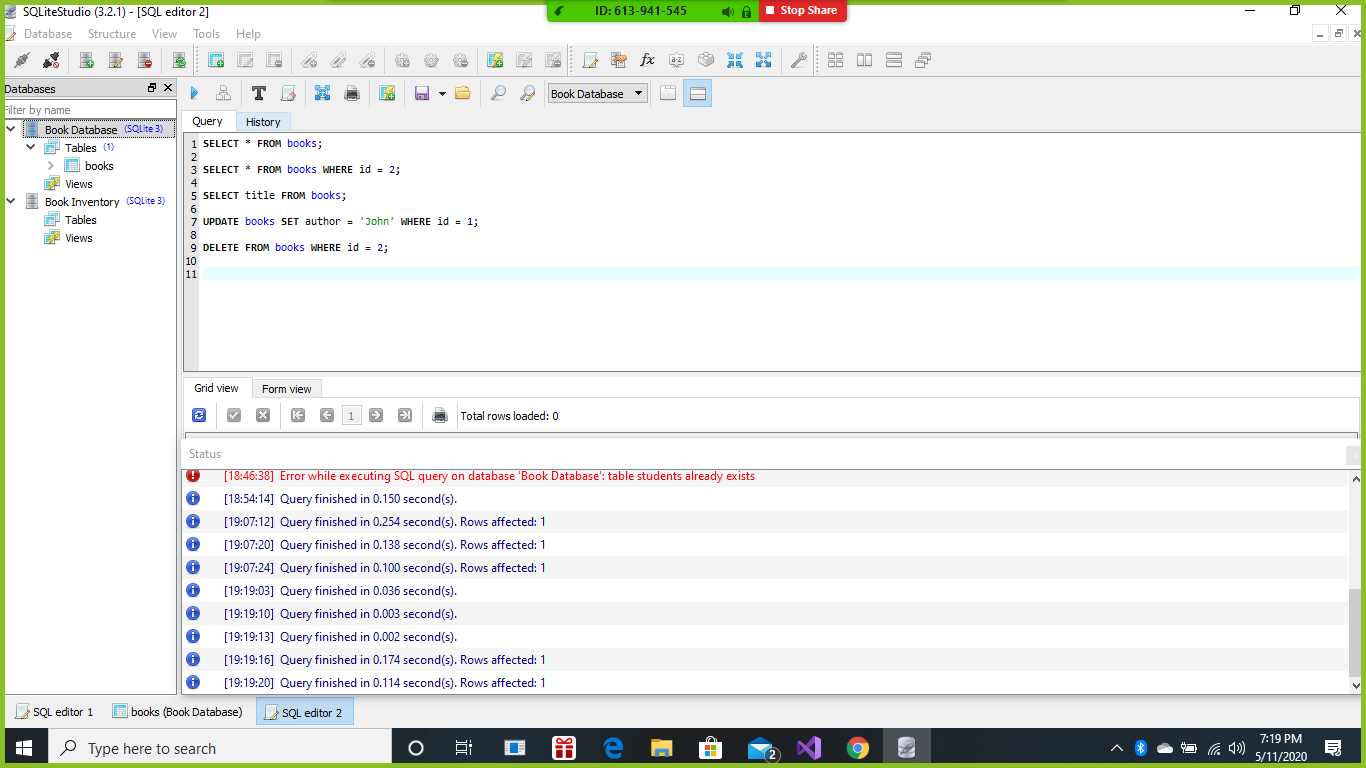 SQLiteStudio (3.2.1) - [SQL editor 2]
ID: 613-941-545
Stop Share
Database Structure View Tools Help
Databases
Filter by name
Book Database (SQLite 3)
Tables (1)
books
Views
Book Inventory (SQLite 3)
Tables
Views
Book Database
Query History
1 SELECT * FROM books;
2
3 SELECT * FROM books WHERE id = 2;
4
5 SELECT title FROM books;
6
7 UPDATE books SET author = 'John' WHERE id = 1;
8
9 DELETE FROM books WHERE id = 2;
10
11
Grid view Form view
1 Total rows loaded: 0
Status
[18:46:38] Error while executing SQL query on database 'Book Database': table students already exists
[18:54:14] Query finished in 0.150 second(s).
[19:07:12] Query finished in 0.254 second(s). Rows affected: 1
[19:07:20] Query finished in 0.138 second(s). Rows affected: 1
[19:07:24] Query finished in 0.100 second(s). Rows affected: 1
[19:19:03] Query finished in 0.036 second(s).
[19:19:10] Query finished in 0.003 second(s).
[19:19:13] Query finished in 0.002 second(s).
[19:19:16] Query finished in 0.174 second(s). Rows affected: 1
[19:19:20] Query finished in 0.114 second(s). Rows affected: 1
SQL editor 1 books (Book Database) SQL editor 2
Type here to search
2
7:19 PM
5/11/2020